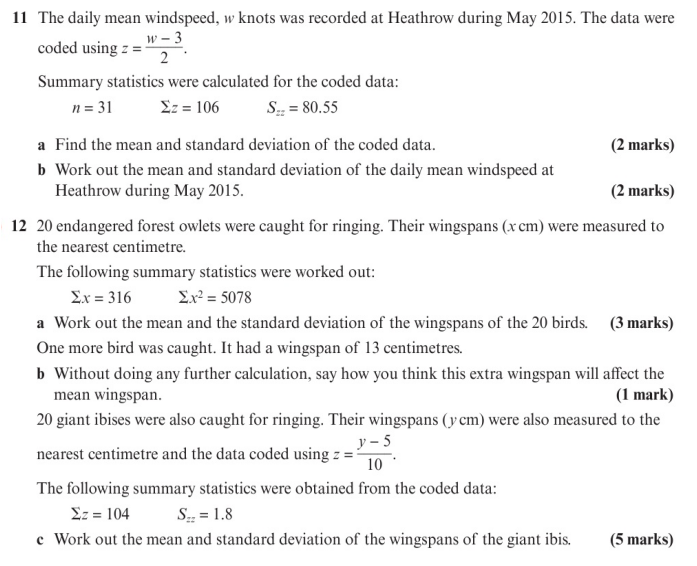 11 The daily mean windspeed, w knots was recorded at Heathrow during May 2015. The data were
coded using z = (w − 3)/2.
Summary statistics were calculated for the coded data:
n = 31 Σz = 106 S_zz = 80.55
a Find the mean and standard deviation of the coded data. (2 marks)
b Work out the mean and standard deviation of the daily mean windspeed at
Heathrow during May 2015. (2 marks)
12 20 endangered forest owlets were caught for ringing. Their wingspans (x cm) were measured to
the nearest centimetre.
The following summary statistics were worked out:
Σx = 316 Σx² = 5078
a Work out the mean and the standard deviation of the wingspans of the 20 birds. (3 marks)
One more bird was caught. It had a wingspan of 13 centimetres.
b Without doing any further calculation, say how you think this extra wingspan will affect the
mean wingspan. (1 mark)
20 giant ibises were also caught for ringing. Their wingspans (y cm) were also measured to the
nearest centimetre and the data coded using z = (y − 5)/10.
The following summary statistics were obtained from the coded data:
Σz = 104 S_zz = 1.8
c Work out the mean and standard deviation of the wingspans of the giant ibis. (5 marks)